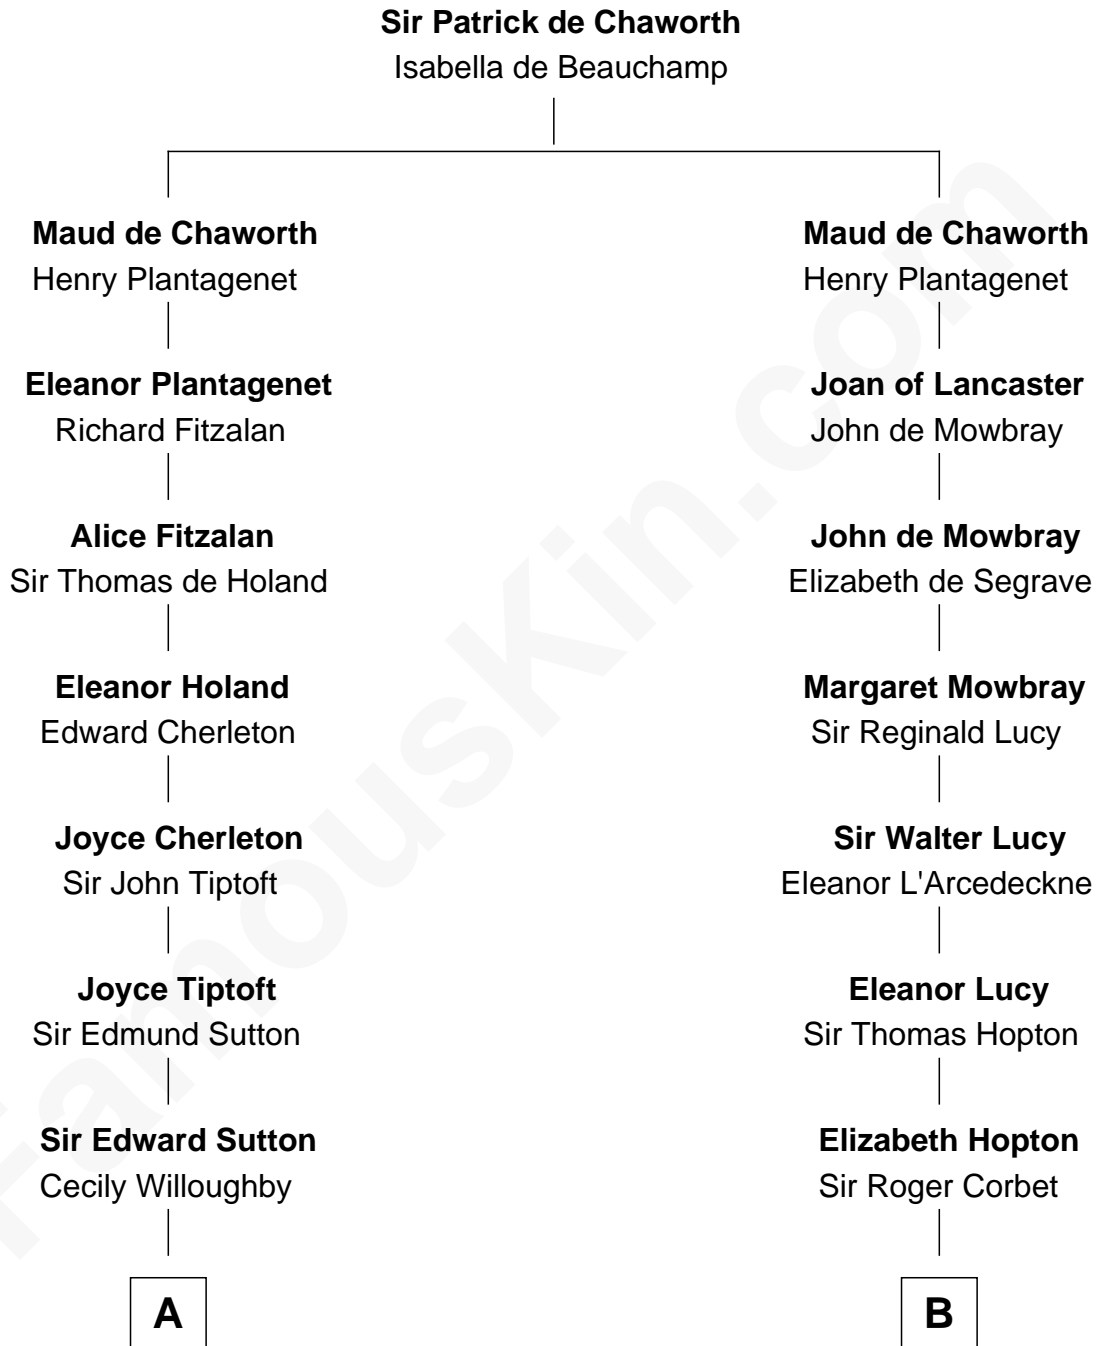 Sir Patrick de Chaworth
Isabella de Beauchamp
Maud de Chaworth
Henry Plantagenet
Maud de Chaworth
Henry Plantagenet
Eleanor Plantagenet
Richard Fitzalan
Joan of Lancaster
John de Mowbray
Alice Fitzalan
Sir Thomas de Holand
John de Mowbray
Elizabeth de Segrave
Eleanor Holand
Edward Cherleton
Margaret Mowbray
Sir Reginald Lucy
Joyce Cherleton
Sir John Tiptoft
Sir Walter Lucy
Eleanor L'Arcedeckne
Joyce Tiptoft
Sir Edmund Sutton
Eleanor Lucy
Sir Thomas Hopton
Sir Edward Sutton
Cecily Willoughby
Elizabeth Hopton
Sir Roger Corbet
A
B
FamousKin.com